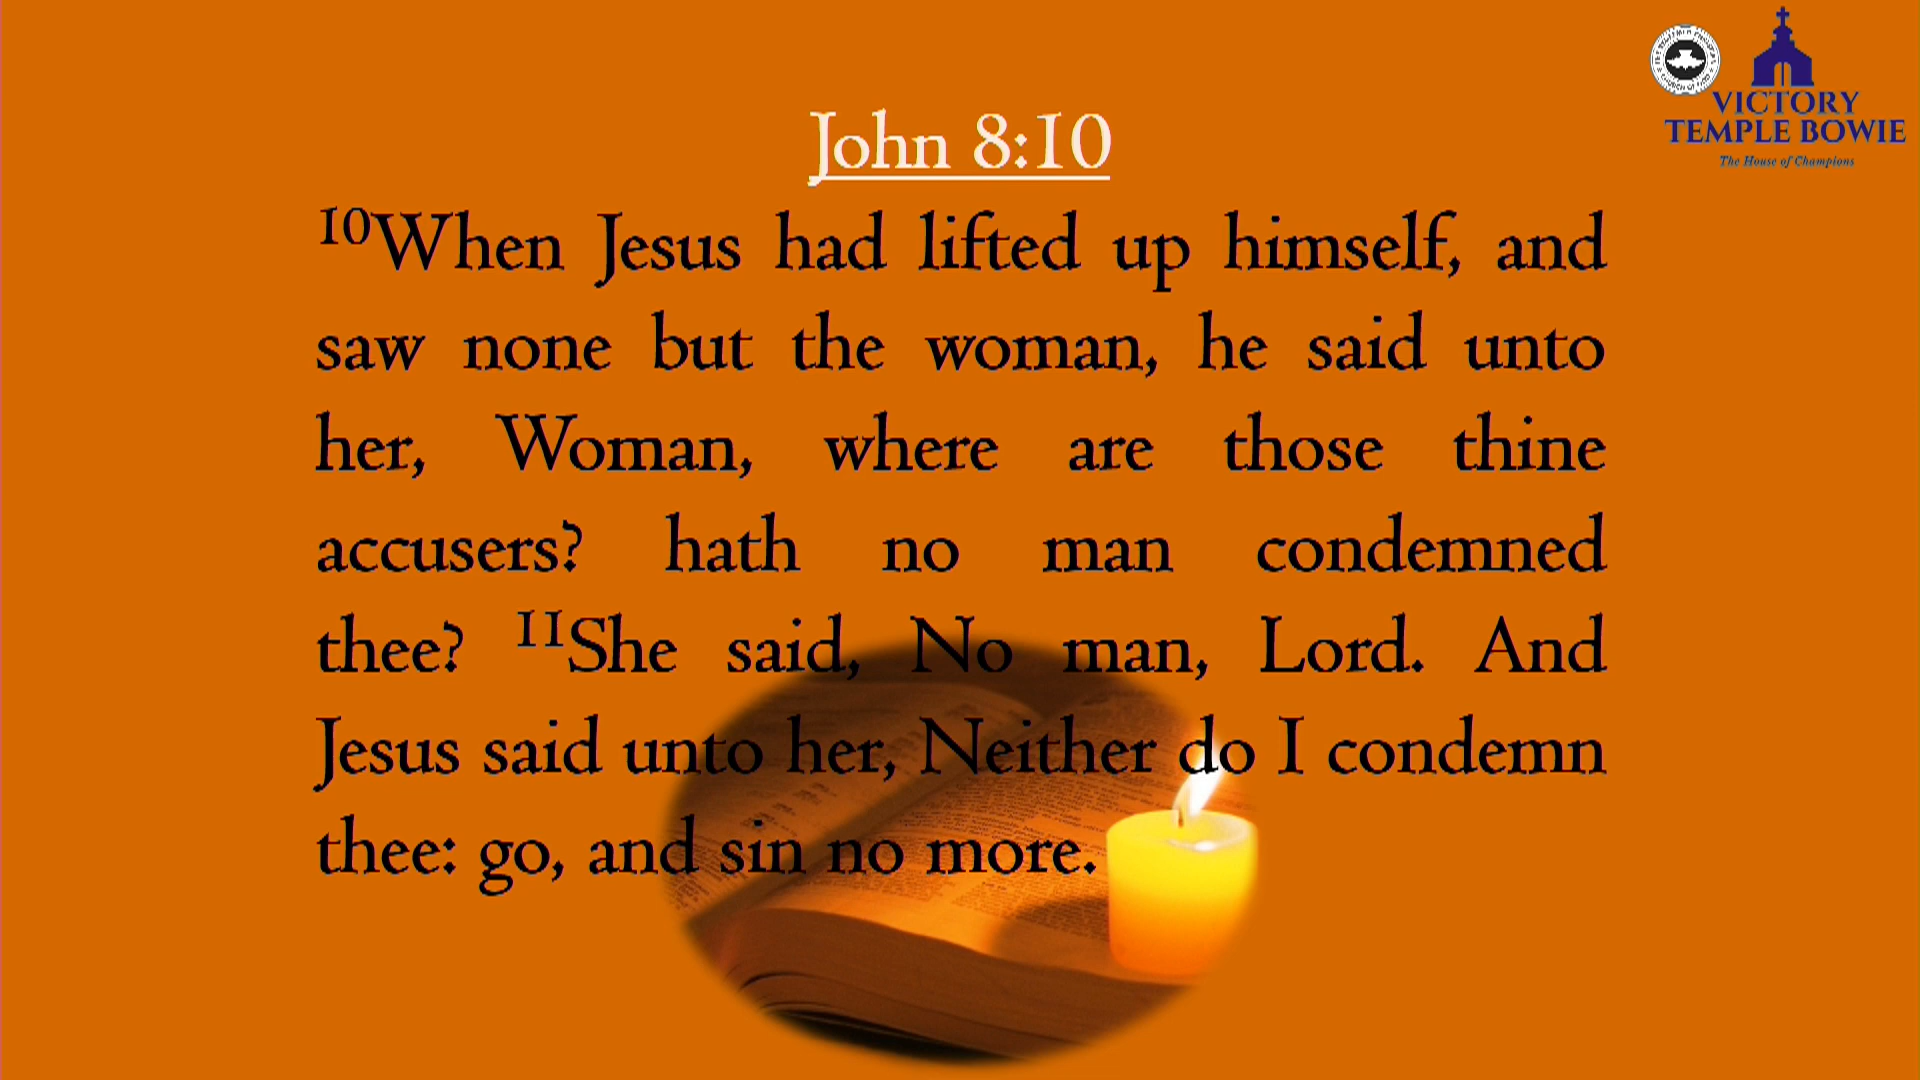 VICTORY
TEMPLE BOWIE
The House of Champions
John 8:10
10When Jesus had lifted up himself, and
saw none but the woman, he said unto
her, Woman, where are those thine
accusers? hath no man condemned
thee? 11She said, No man, Lord. And
Jesus said unto her, Neither do I condemn
thee: go, and sin no more.